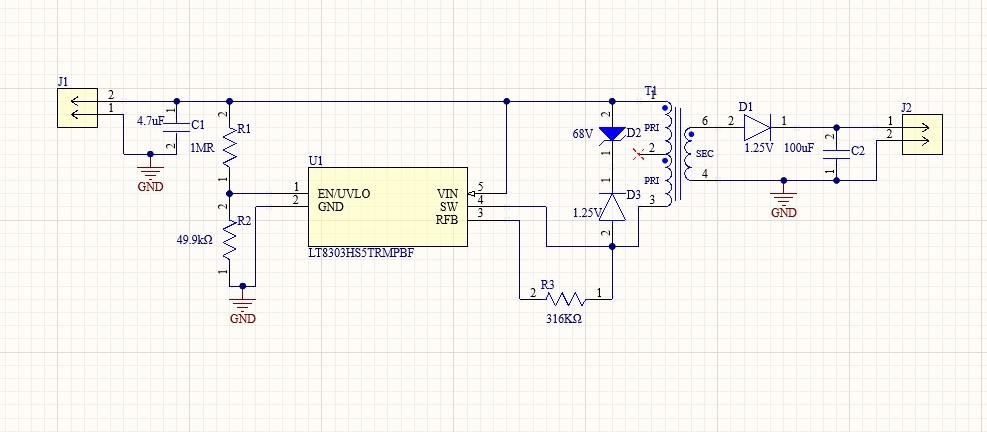 J1
2
1
4.7uF
1
C1
2
GND
2
R1
1MR
1
2
R2
49.9kΩ
1
GND
U1
1
EN/UVLO
2
GND
VIN
5
SW
4
RFB
3
LT8303HS5TRMPBF
2
R3
1
316KΩ
2
68V
D2
1
1
D3
1.25V
2
T1
1
PRI
2
PRI
3
6
SEC
4
D1
2
1
1.25V
100uF
2
C2
1
GND
J2
1
2